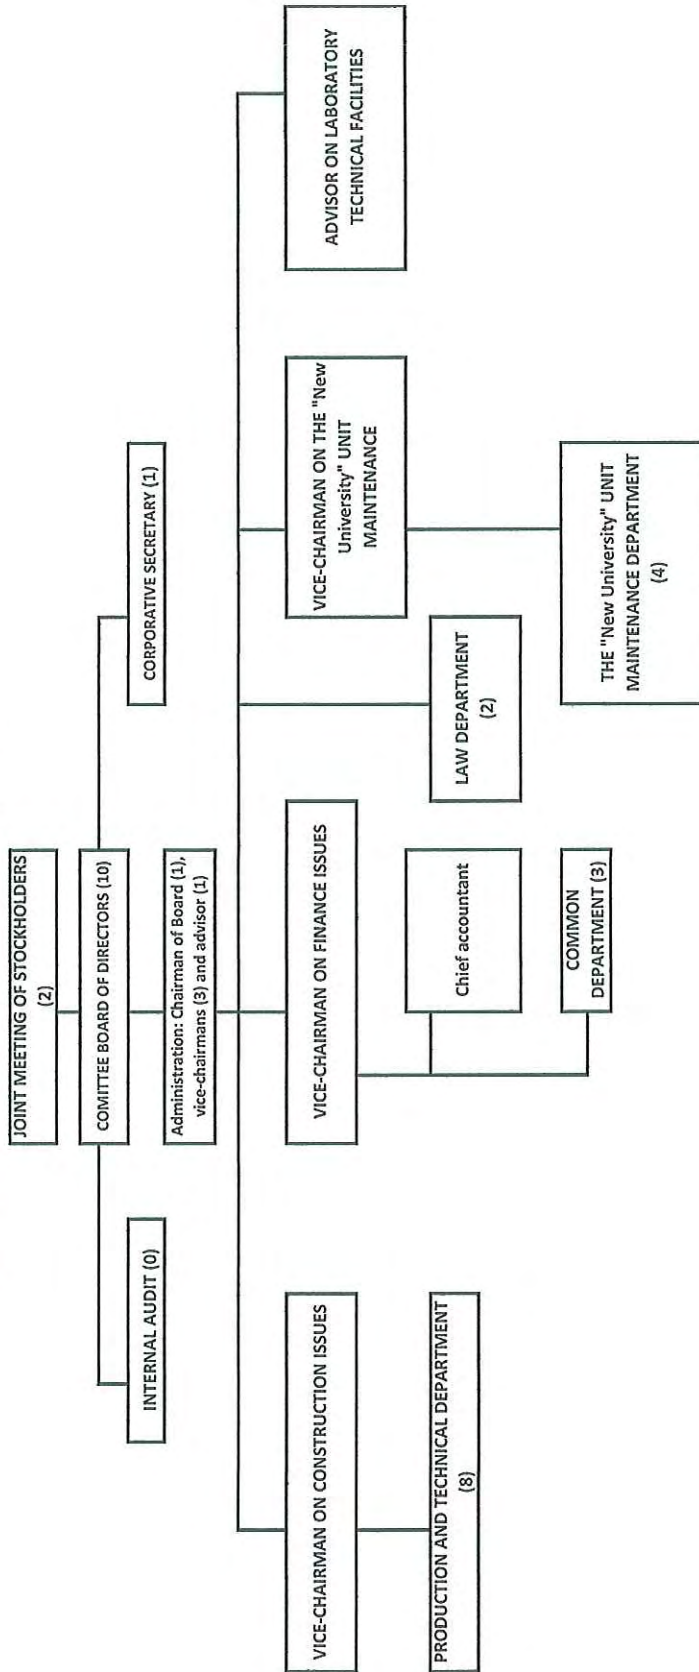 JOINT MEETING OF STOCKHOLDERS
(2)
COMITTEE BOARD OF DIRECTORS (10)
INTERNAL AUDIT (0)
CORPORATIVE SECRETARY (1)
Administration: Chairman of Board (1),
vice-chairmans (3) and advisor (1)
VICE-CHAIRMAN ON CONSTRUCTION ISSUES
VICE-CHAIRMAN ON FINANCE ISSUES
VICE-CHAIRMAN ON THE "New
University" UNIT
MAINTENANCE
ADVISOR ON LABORATORY
TECHNICAL FACILITIES
PRODUCTION AND TECHNICAL DEPARTMENT
(8)
Chief accountant
LAW DEPARTMENT
(2)
COMMON
DEPARTMENT (3)
THE "New University" UNIT
MAINTENANCE DEPARTMENT
(4)